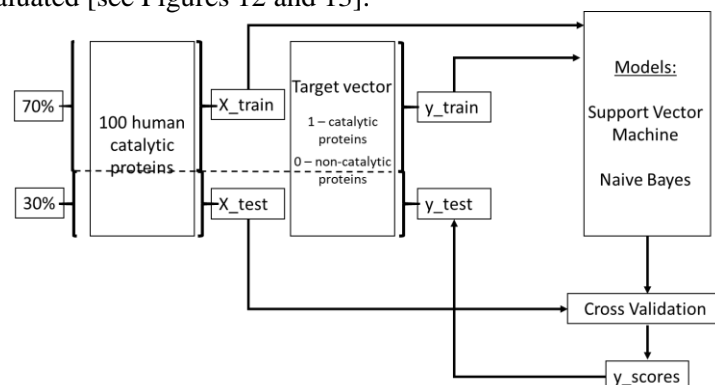 aluated [see Figures 12 and 13].
70%
100 human
catalytic
proteins
X_train
Target vector
1 – catalytic
proteins
0 – non-catalytic
proteins
y_train
Models:
Support Vector
Machine
Naive Bayes
30%
X_test
y_test
Cross Validation
y_scores